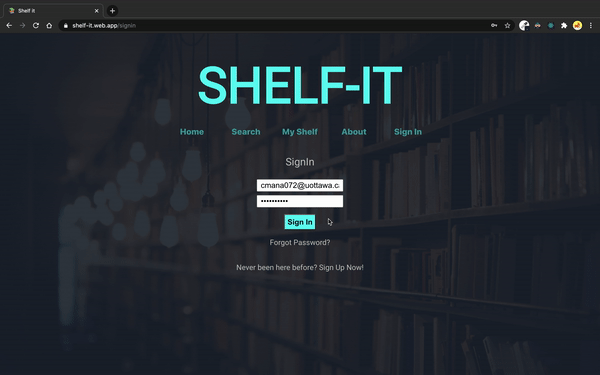 Shelf it
shelf-it.web.app/signin
SHELF-IT
Home Search My Shelf About Sign In
SignIn
cmana072@uottawa.c
••••••••••
Sign In
Forgot Password?
Never been here before? Sign Up Now!